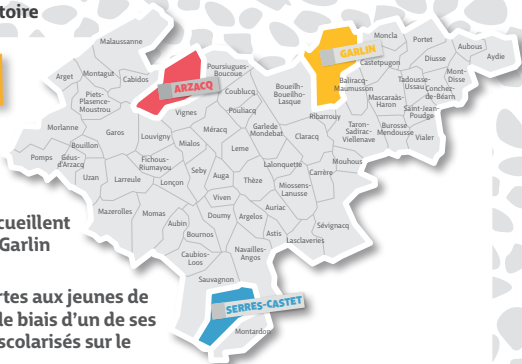 toire
Malaussanne
Arget
Montagut
Cabidos
Piets-
Plasence-
Moustrou
Poursiugues-
Boucoue
ARZACQ
Coublucq
Boueilh-
Boueilho-
Lasque
GARLIN
Moncla
Portet
Castetpugon
Diusse
Aubous
Aydie
Baliracq-
Maumusson
Tadousse-
Ussau
Mont-
Disse
Conchez-
de-Béarn
Mascaraàs-
Haron
Saint-Jean-
Poudge
Vignes
Pouliacq
Ribarrouy
Morlanne
Garos
Louvigny
Méracq
Garlede
Mondebat
Claracq
Taron-
Sadirac-
Viellenave
Burosse-
Mendousse
Vialer
Bouillon
Mialos
Leme
Pomps
Géus-
d'Arzacq
Fichous-
Riumayou
Seby
Auga
Lalonquette
Mouhous
Uzan
Larreule
Lonçon
Thèze
Carrère
Miossens-
Lanusse
Viven
Mazerolles
Momas
Doumy
Argelos
Auriac
Aubin
Bournos
Astis
Sévignacq
Lasclaveries
Caubios-
Loos
Navailles-
Angos
Sauvagnon
SERRES-CASTET
Montardon
cueillent
Garlin
rtes aux jeunes de
le biais d'un de ses
scolarisés sur le